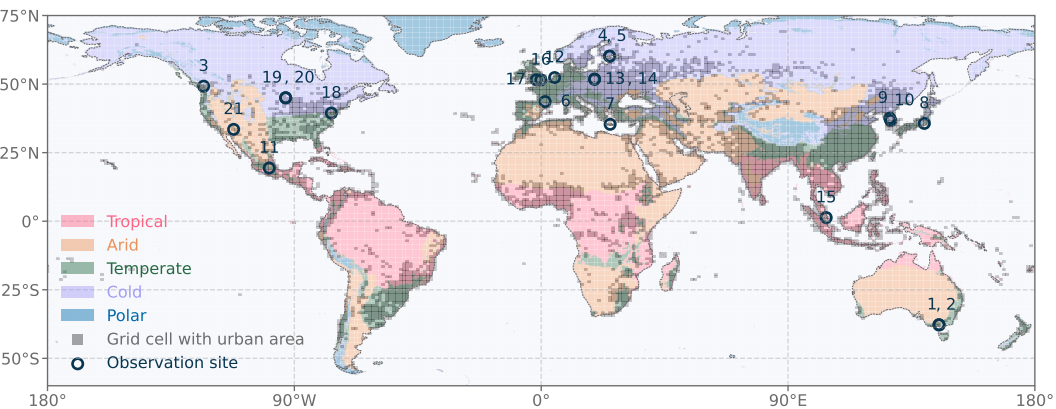 75°N
4, 5
16 12
3
19, 20
17 13, 14
50°N
18 6 7 9 10 8
21
25°N
11
15
0°
Tropical
Arid
Temperate
25°S
Cold
1, 2
Polar
Grid cell with urban area
50°S
Observation site
180° 90°W 0° 90°E 180°